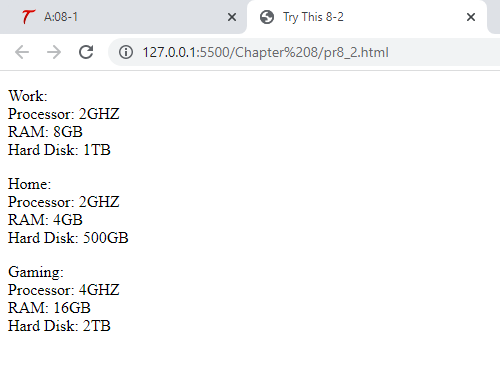 A:08-1
Try This 8-2
127.0.0.1:5500/Chapter%208/pr8_2.html
Work:
Processor: 2GHZ
RAM: 8GB
Hard Disk: 1TB
Home:
Processor: 2GHZ
RAM: 4GB
Hard Disk: 500GB
Gaming:
Processor: 4GHZ
RAM: 16GB
Hard Disk: 2TB